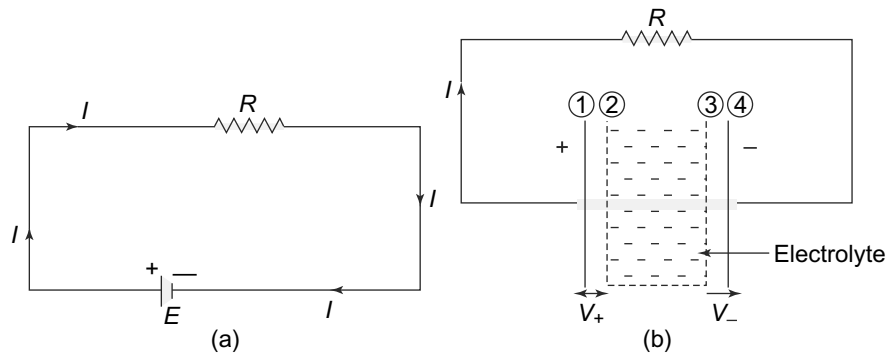 I
R
I
I
+ −
E
I
(a)
R
I
① ② ③ ④
+ −
Electrolyte
V+ V−
(b)